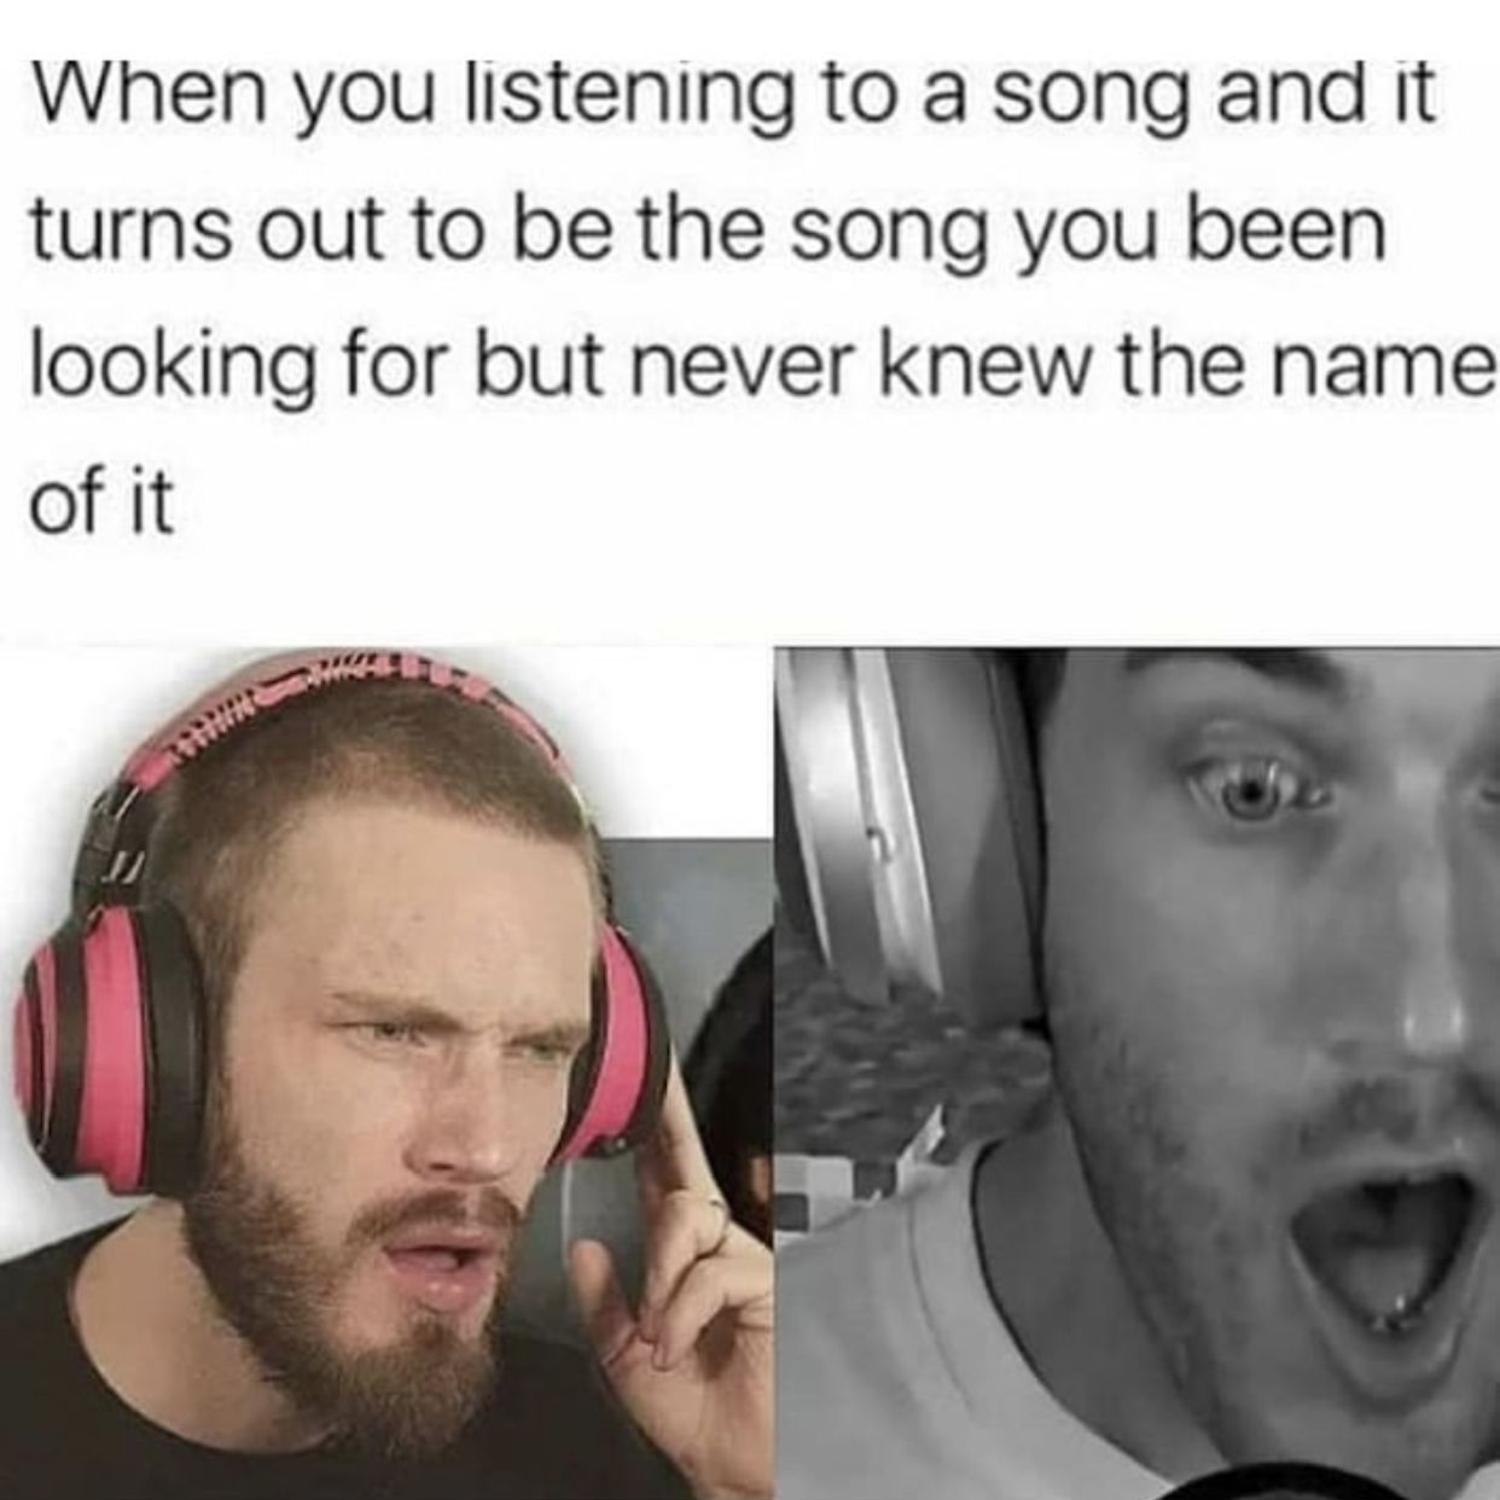 When you listening to a song and it
turns out to be the song you been
looking for but never knew the name
of it